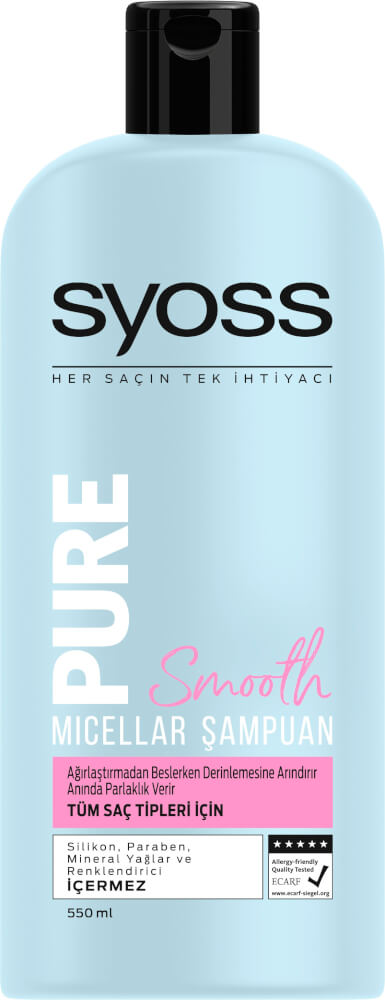 syoss
HER SAÇIN TEK İHTİYACI
PURE
Smooth
MICELLAR ŞAMPUAN
Ağırlaştırmadan Beslerken Derinlemesine Arındırır
Anında Parlaklık Verir
TÜM SAÇ TİPLERİ İÇİN
Silikon, Paraben,
Mineral Yağlar ve
Renklendirici
İÇERMEZ
Allergy-friendly
Quality Tested
ECARF
www.ecarf-siegel.org
550 ml